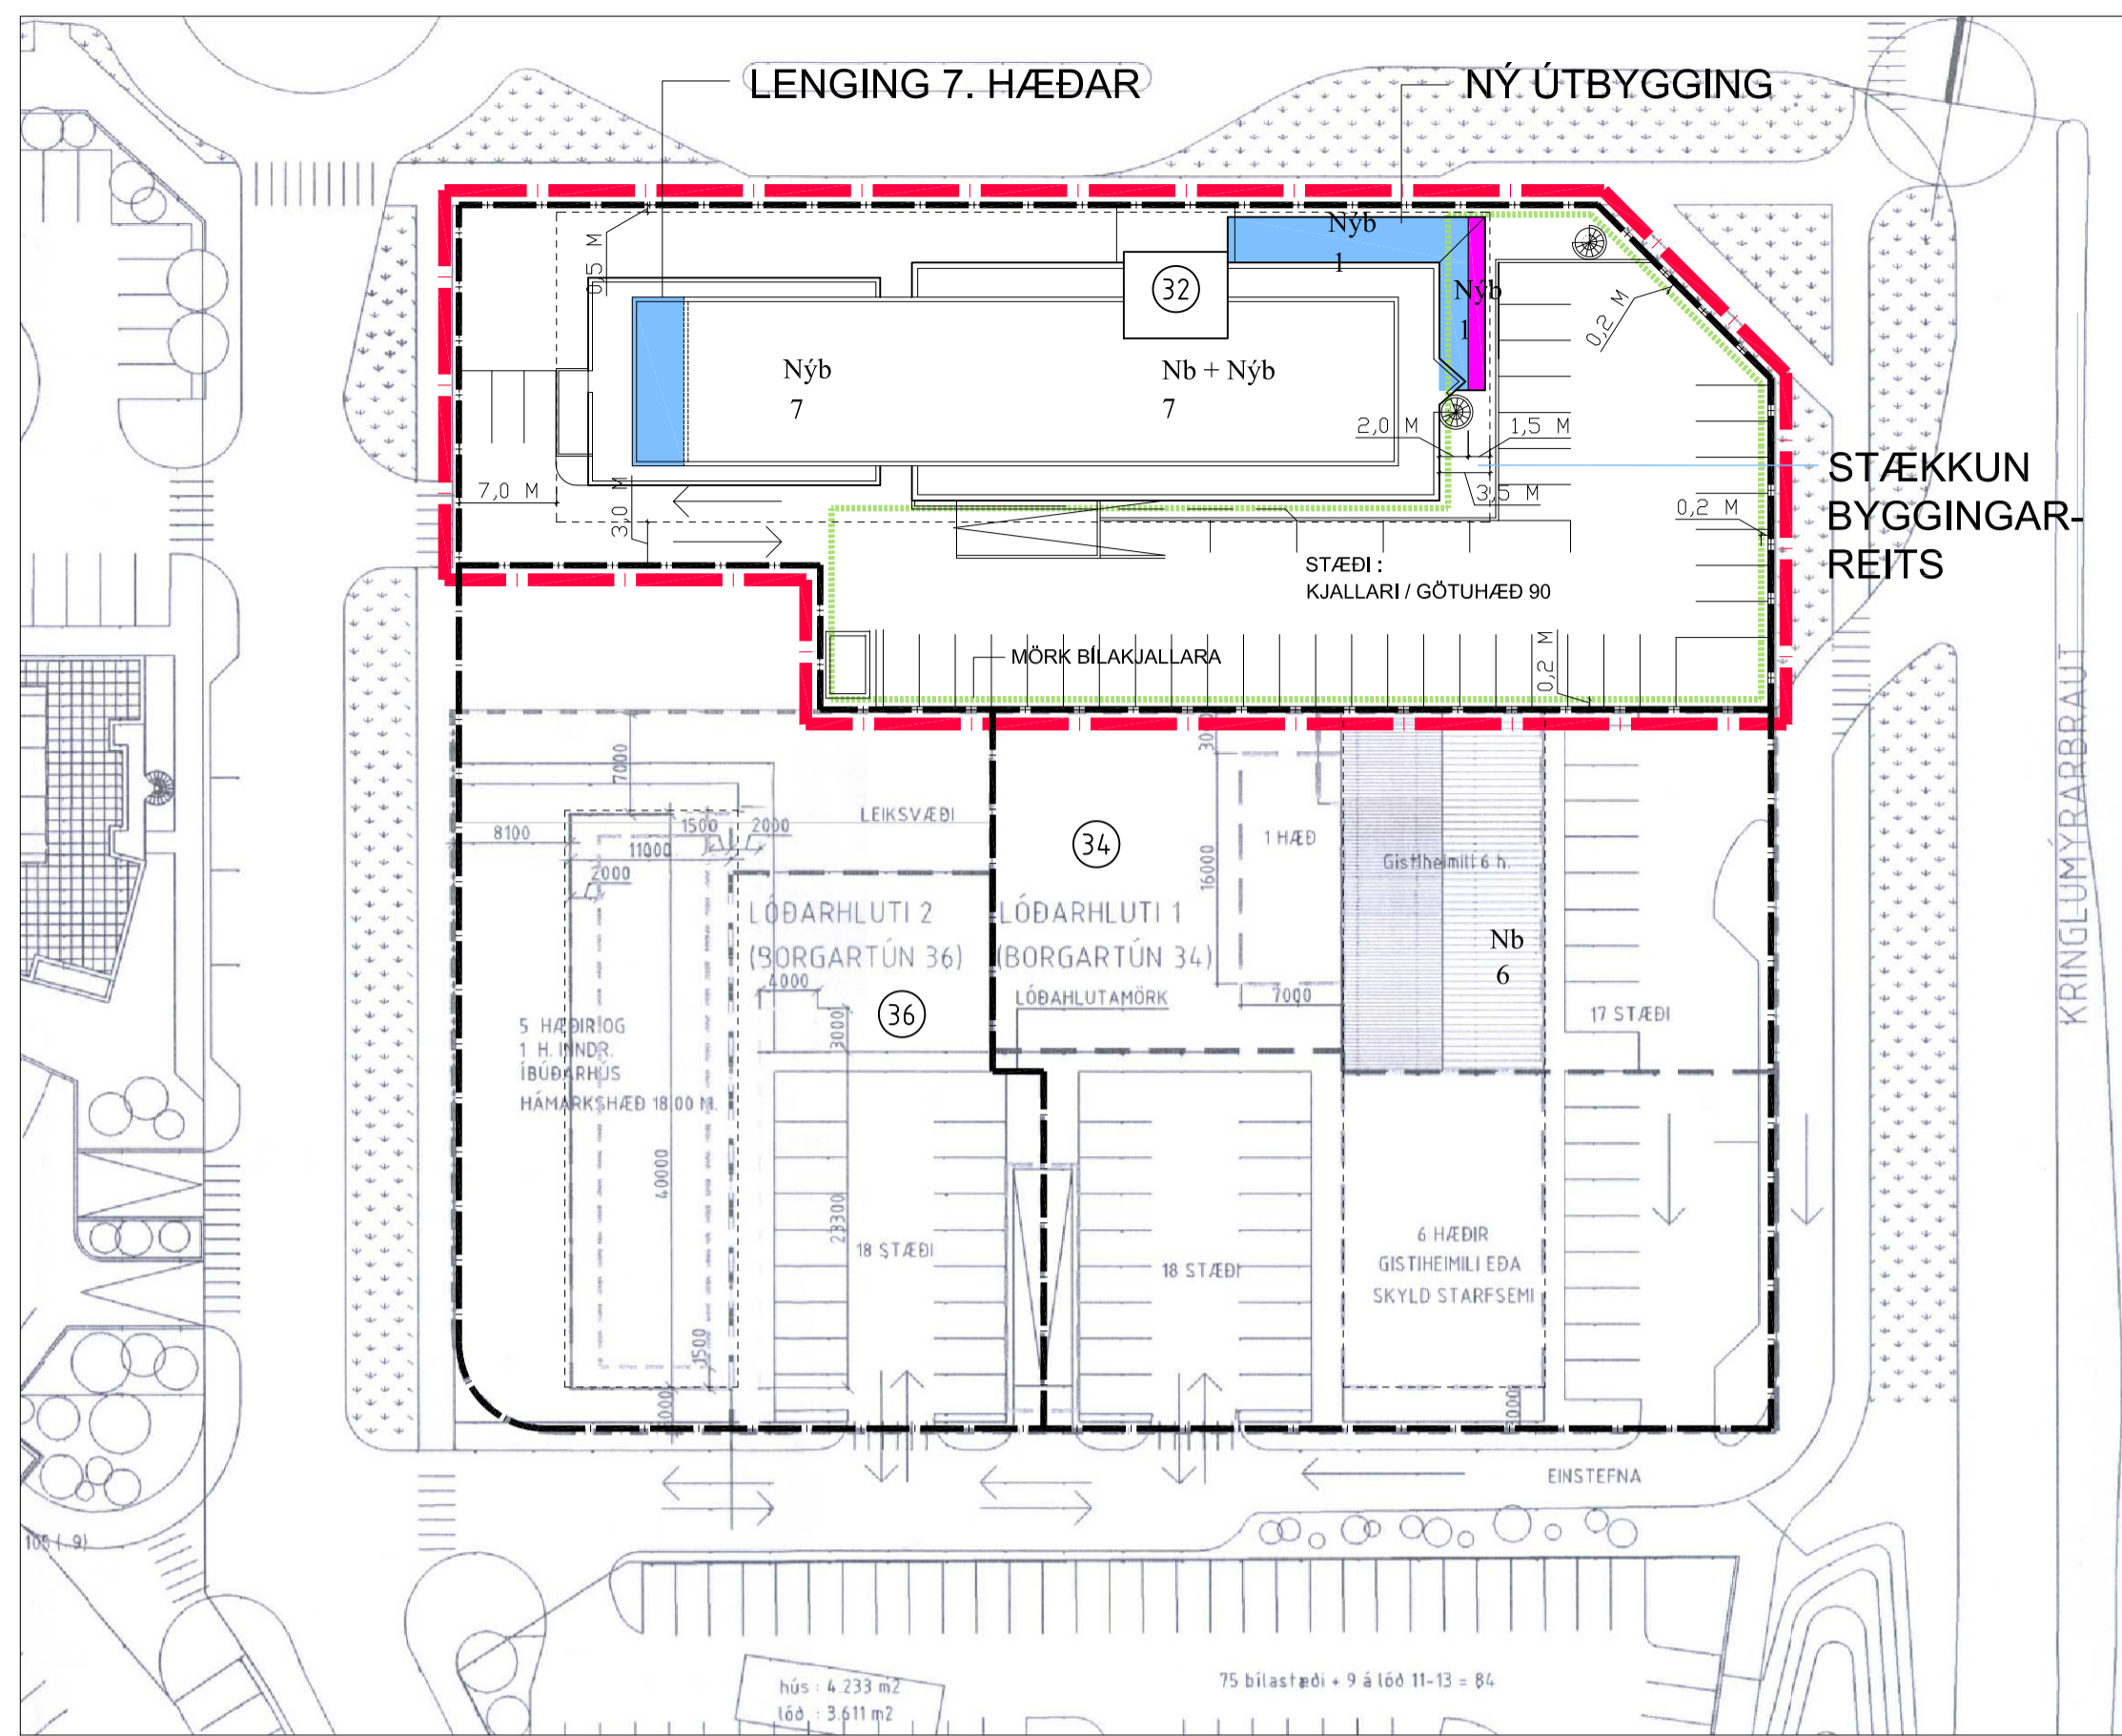 LENGING 7. HÆÐAR
NÝ ÚTBYGGING
Nýb
1
32
0,5 M
Nýb
1
0,2 M
Nýb
7
Nb + Nýb
7
2,0 M
1,5 M
STÆKKUN
BYGGINGAR-
REITS
7,0 M
3,0 M
3,5 M
0,2 M
STÆÐI :
KJALLARI / GÖTUHÆÐ 90
MÖRK BÍLAKJALLARA
0,2 M
KRINGLUMÝRARBRAUT
7000
LEIKSVÆÐI
8100
1500
2000
11000
2000
34
1 HÆÐ
16000
Gistiheimili 6 h.
LÓÐARHLUTI 2
(BORGARTÚN 36)
LÓÐARHLUTI 1
(BORGARTÚN 34)
Nb
6
4000
LÓÐAHLUTAMÖRK
7000
36
3000
17 STÆÐI
5 HÆÐIR OG
1 H. INNDR.
ÍBÚÐARHÚS
HÁMARKSHÆÐ 18.00 M.
40000
23300
18 STÆÐI
18 STÆÐI
6 HÆÐIR
GISTIHEIMILI EÐA
SKYLD STARFSEMI
1500
3000
EINSTEFNA
hús : 4.233 m2
lóð : 3.611 m2
75 bílastæði + 9 á lóð 11-13 = 84